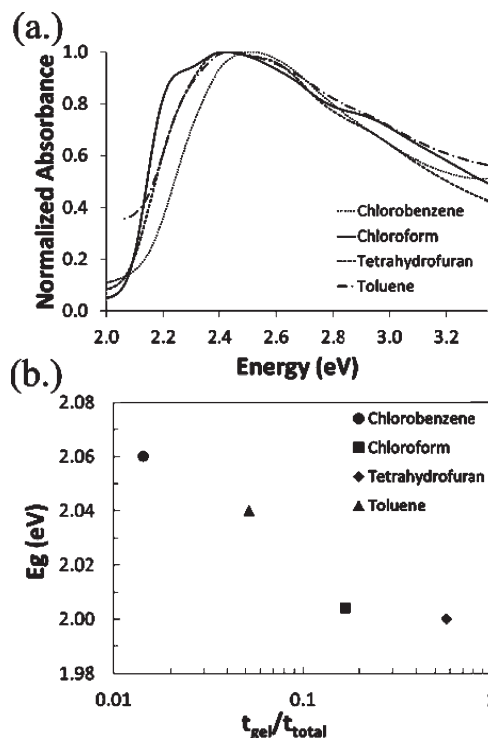 (a.)
Normalized Absorbance
1.0
0.8
0.6
0.4
0.2
0.0
Chlorobenzene
Chloroform
Tetrahydrofuran
Toluene
2.0 2.2 2.4 2.6 2.8 3.0 3.2
Energy (eV)
(b.)
Eg (eV)
2.08
2.06
2.04
2.02
2.00
1.98
Chlorobenzene
Chloroform
Tetrahydrofuran
Toluene
0.01 0.1 1
tgel/ttotal